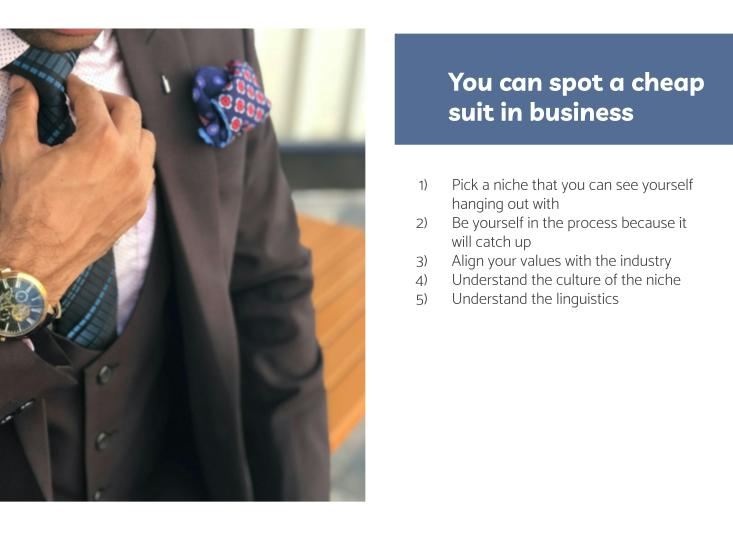 You can spot a cheap
suit in business
1) Pick a niche that you can see yourself
hanging out with
2) Be yourself in the process because it
will catch up
3) Align your values with the industry
4) Understand the culture of the niche
5) Understand the linguistics